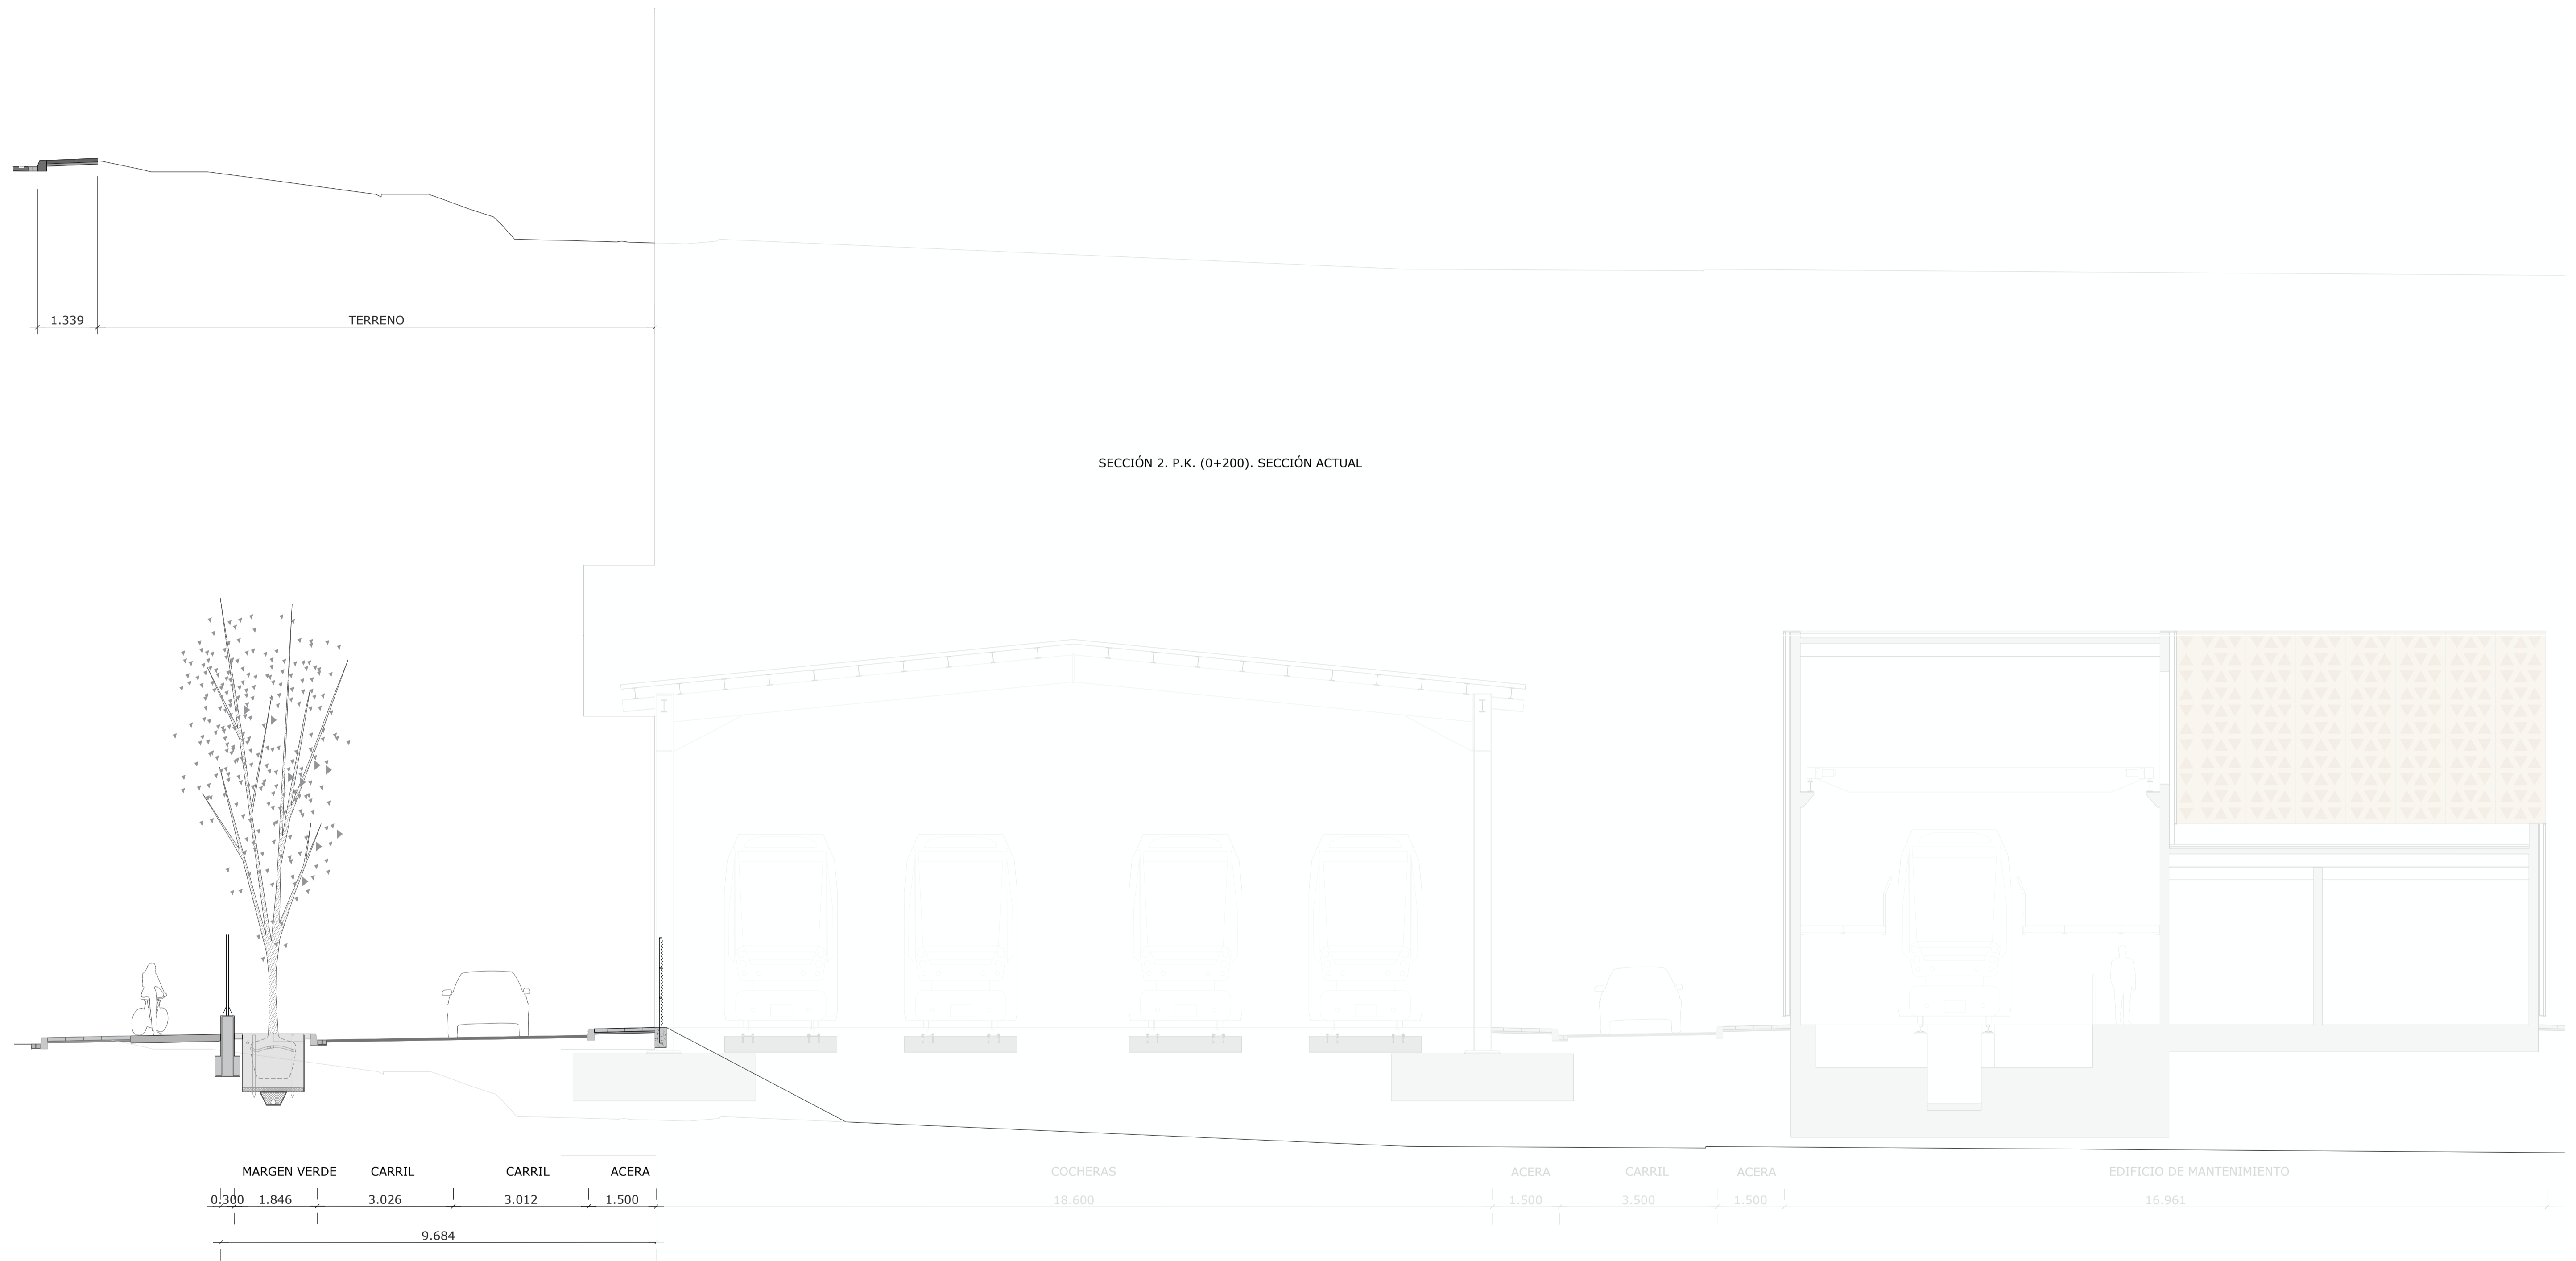 1.339 TERRENO
SECCIÓN 2. P.K. (0+200). SECCIÓN ACTUAL
MARGEN VERDE CARRIL CARRIL ACERA COCHERAS ACERA CARRIL ACERA EDIFICIO DE MANTENIMIENTO
0.300 1.846 3.026 3.012 1.500 18.600 1.500 3.500 1.500 16.961
9.684